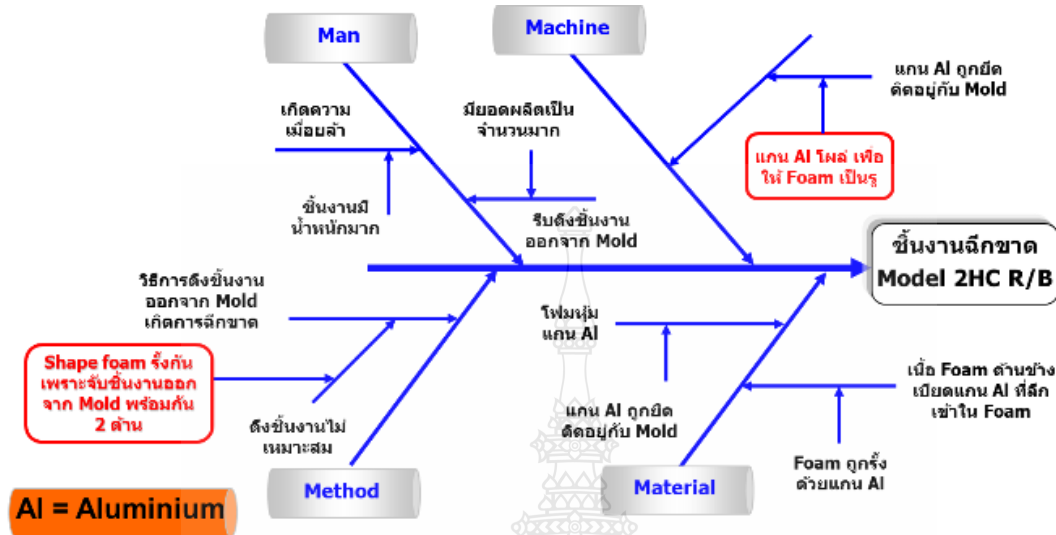 Man
Machine
เกิดความ
เมื่อยล้า
มียอดผลิตเป็น
จำนวนมาก
แกน Al ถูกยึด
ติดอยู่กับ Mold
แกน Al โผล่ เพื่อ
ให้ Foam เป็นรู
ชิ้นงานมี
น้ำหนักมาก
รีบดึงชิ้นงาน
ออกจาก Mold
ชิ้นงานฉีกขาด
Model 2HC R/B
วิธีการดึงชิ้นงาน
ออกจาก Mold
เกิดการฉีกขาด
โฟมหุ้ม
แกน Al
Shape foam รั้งกัน
เพราะจับชิ้นงานออก
จาก Mold พร้อมกัน
2 ด้าน
เนื้อ Foam ด้านข้าง
เบียดแกน Al ที่ลึก
เข้าใน Foam
ดึงชิ้นงานไม่
เหมาะสม
แกน Al ถูกยึด
ติดอยู่กับ Mold
Foam ถูกรั้ง
ด้วยแกน Al
Method
Material
Al = Aluminium